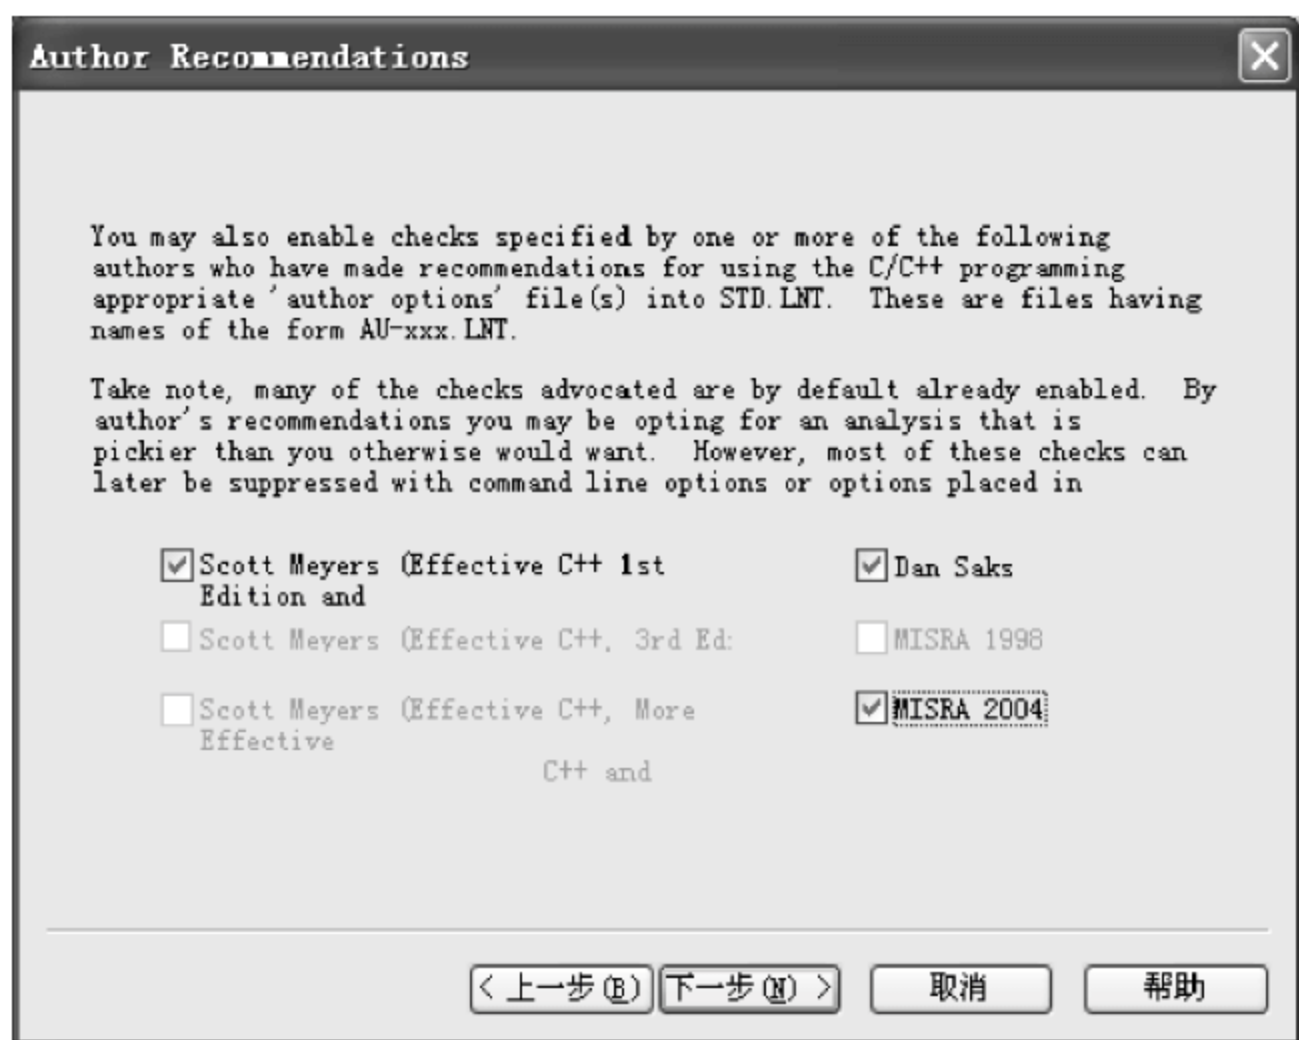 Author Recommendations
You may also enable checks specified by one or more of the following
authors who have made recommendations for using the C/C++ programming
appropriate 'author options' file(s) into STD.LNT.  These are files having
names of the form AU-xxx.LNT.
Take note, many of the checks advocated are by default already enabled.  By
author's recommendations you may be opting for an analysis that is
pickier than you otherwise would want.  However, most of these checks can
later be suppressed with command line options or options placed in
Scott Meyers (Effective C++ 1st
Edition and
Dan Saks
Scott Meyers (Effective C++, 3rd Ed:
MISRA 1998
Scott Meyers (Effective C++, More
Effective
C++ and
MISRA 2004
< 上一步(B)
下一步(N) >
取消
帮助